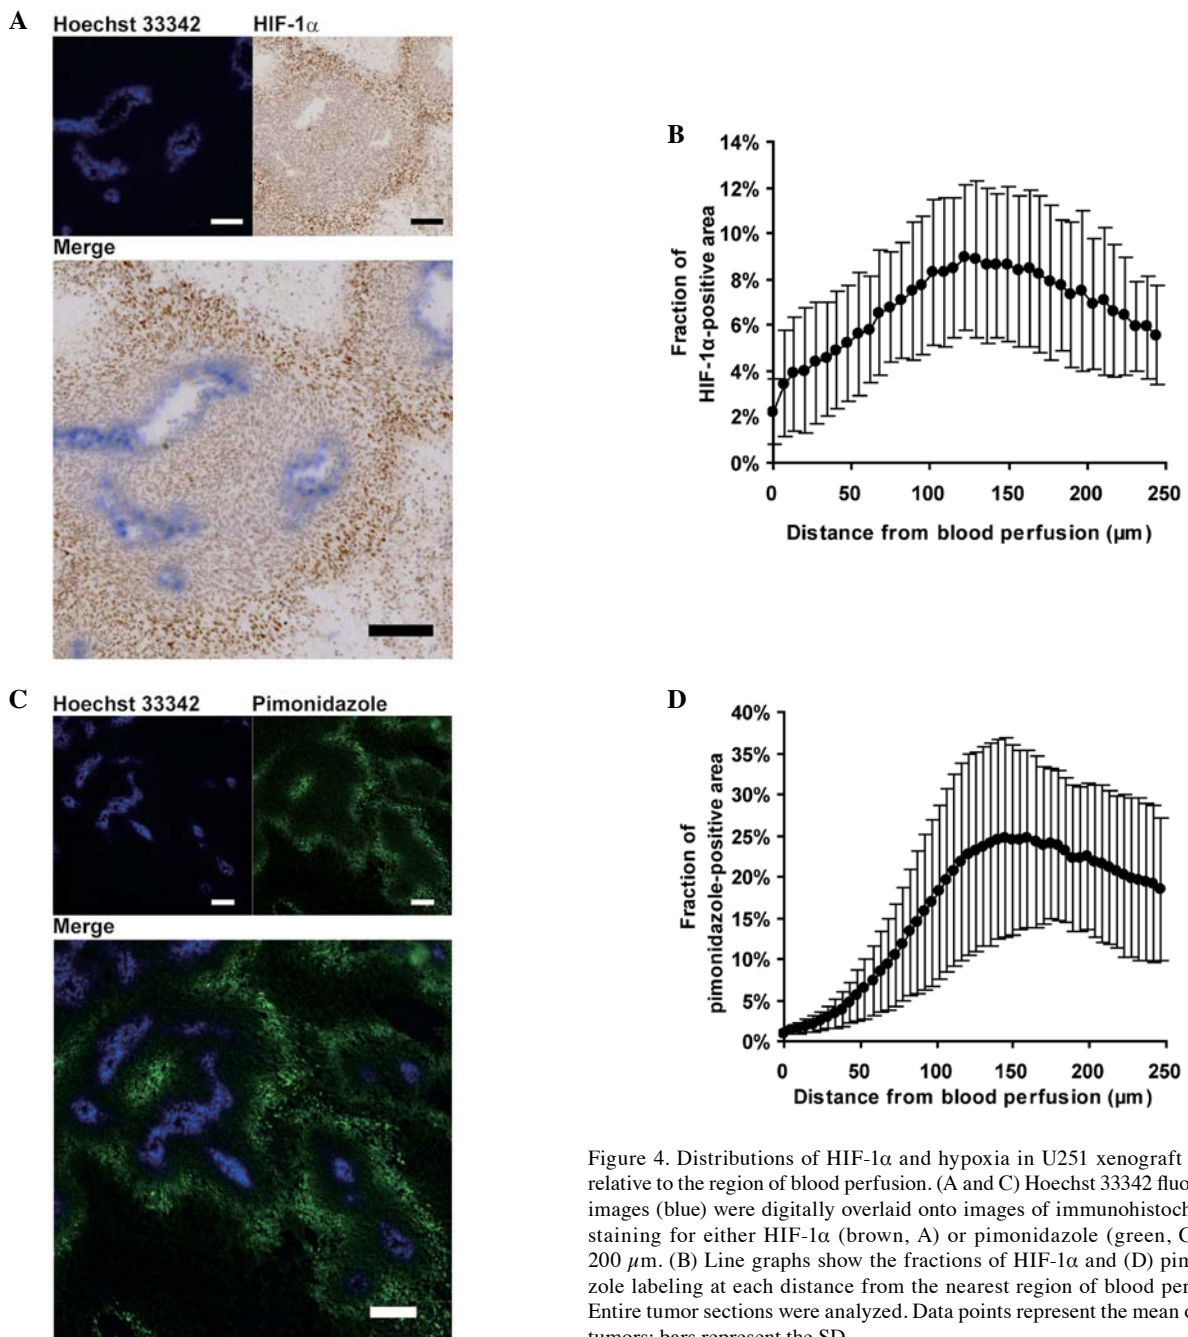 A
Hoechst 33342 HIF-1α
Merge
B
14%
12%
10%
8%
6%
4%
2%
0%
Fraction of
HIF-1α-positive area
0 50 100 150 200 250
Distance from blood perfusion (µm)
C
Hoechst 33342 Pimonidazole
Merge
D
40%
35%
30%
25%
20%
15%
10%
5%
0%
Fraction of
pimonidazole-positive area
0 50 100 150 200 250
Distance from blood perfusion (µm)
Figure 4. Distributions of HIF-1α and hypoxia in U251 xenograft
relative to the region of blood perfusion. (A and C) Hoechst 33342 fluo
images (blue) were digitally overlaid onto images of immunohistoch
staining for either HIF-1α (brown, A) or pimonidazole (green, C
200 µm. (B) Line graphs show the fractions of HIF-1α and (D) pim
zole labeling at each distance from the nearest region of blood per
Entire tumor sections were analyzed. Data points represent the mean
tumors; bars represent the SD.